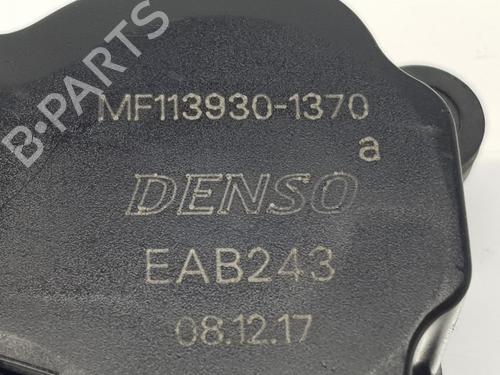 MF113930-1370
a
DENSO
EAB243
08.12.17
B-PARTS